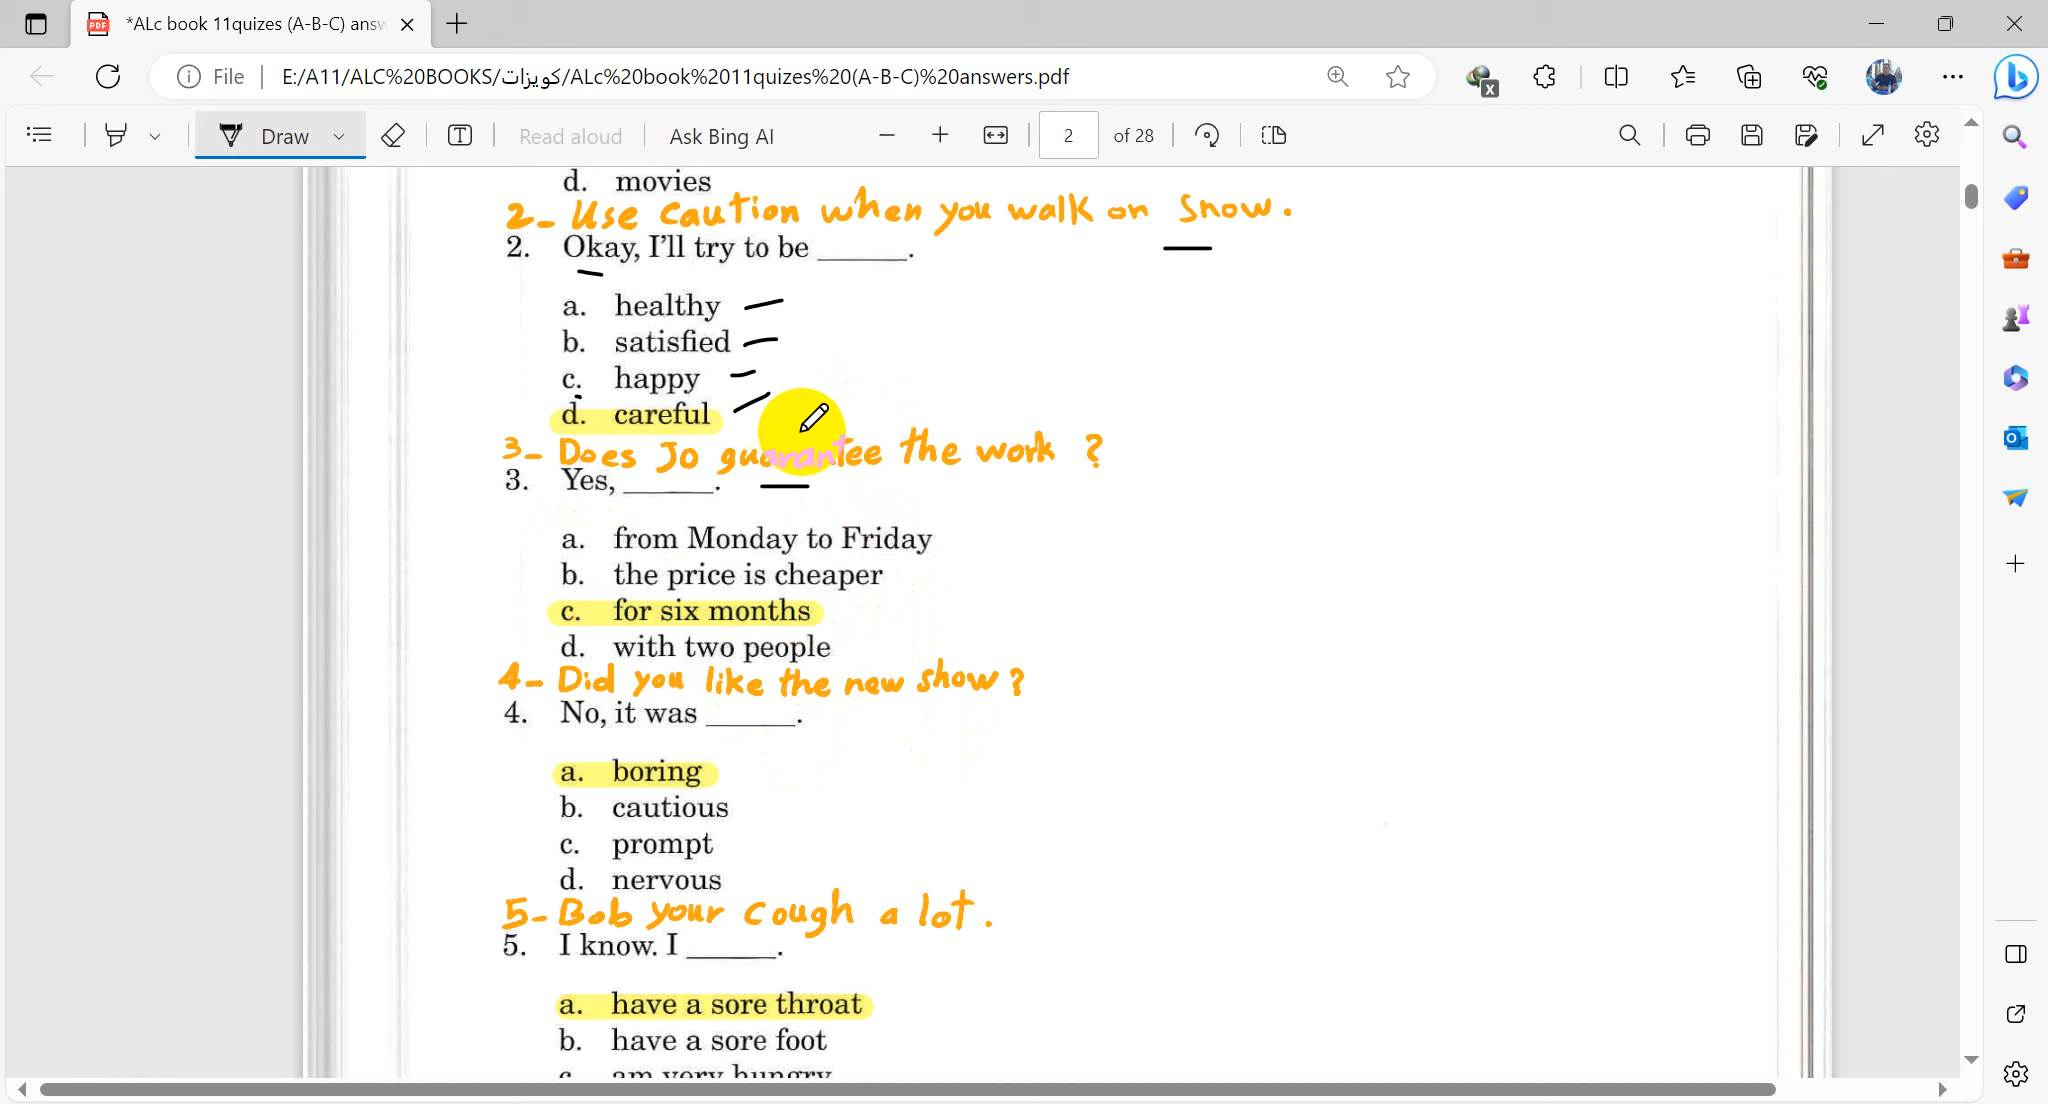 *ALc book 11quizes (A-B-C) answ
File
E:/A11/ALC%20BOOKS/كويزات/ALc%20book%2011quizes%20(A-B-C)%20answers.pdf
Draw
Read aloud
Ask Bing AI
2
of 28
d. movies
2- Use caution when you walk on snow.
2. Okay, I'll try to be ______.
a. healthy
b. satisfied
c. happy
d. careful
3- Does Jo guarantee the work ?
3. Yes, ______.
a. from Monday to Friday
b. the price is cheaper
c. for six months
d. with two people
4- Did you like the new show?
4. No, it was ______.
a. boring
b. cautious
c. prompt
d. nervous
5- Bob your cough a lot.
5. I know. I ______.
a. have a sore throat
b. have a sore foot
c. am very hungry